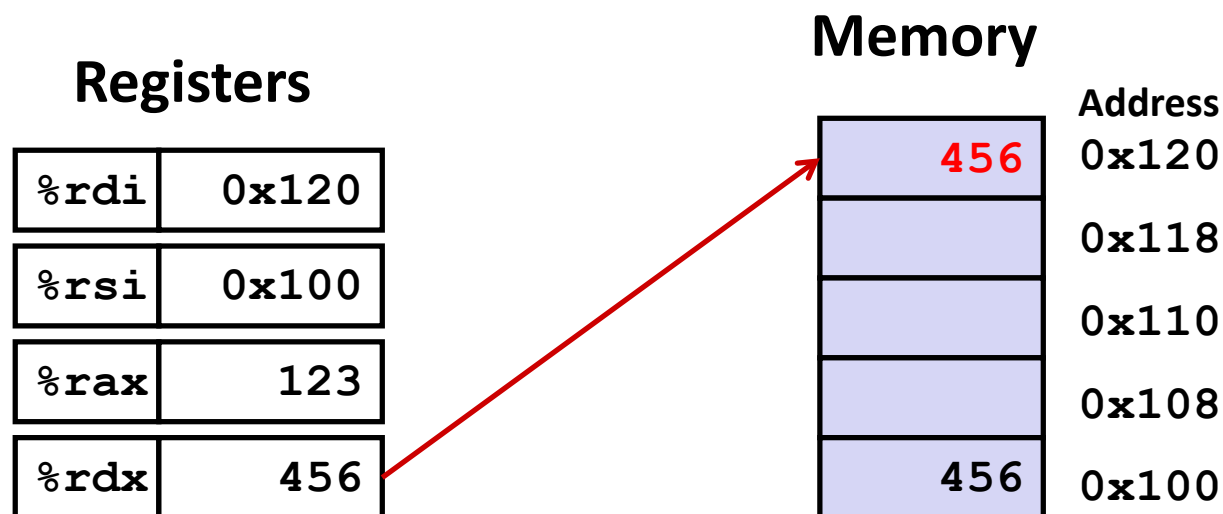 Registers
%rdi 0x120
%rsi 0x100
%rax 123
%rdx 456
Memory
Address
456 0x120
0x118
0x110
0x108
456 0x100